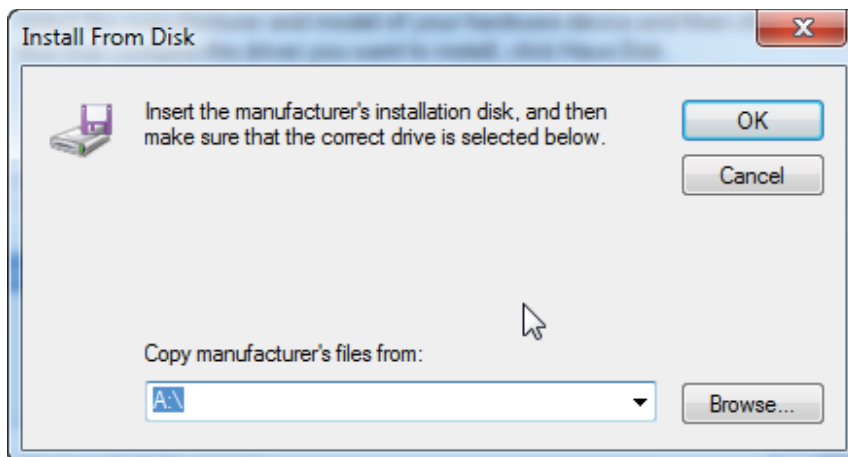 Install From Disk
Insert the manufacturer's installation disk, and then
make sure that the correct drive is selected below.
OK
Cancel
Copy manufacturer's files from:
A:\
Browse...